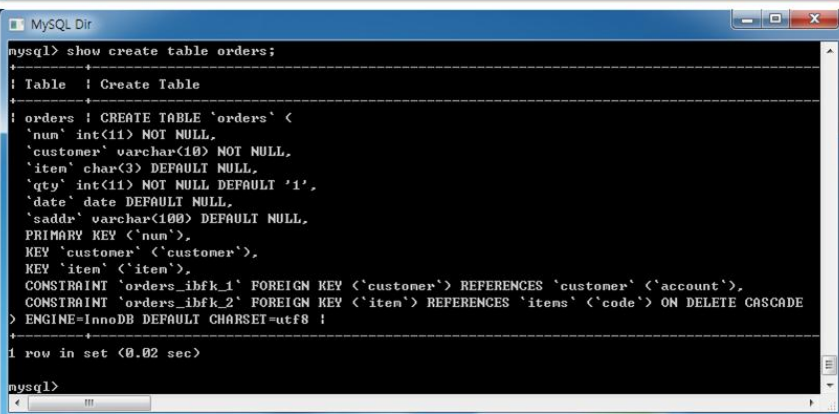 MySQL Dir
mysql> show create table orders;
+--------+--------------------------------------------------------------------------------------------
| Table  | Create Table
+--------+--------------------------------------------------------------------------------------------
| orders | CREATE TABLE `orders` (
`num` int(11) NOT NULL,
`customer` varchar(10) NOT NULL,
`item` char(3) DEFAULT NULL,
`qty` int(11) NOT NULL DEFAULT '1',
`date` date DEFAULT NULL,
`saddr` varchar(100) DEFAULT NULL,
PRIMARY KEY (`num`),
KEY `customer` (`customer`),
KEY `item` (`item`),
CONSTRAINT `orders_ibfk_1` FOREIGN KEY (`customer`) REFERENCES `customer` (`account`),
CONSTRAINT `orders_ibfk_2` FOREIGN KEY (`item`) REFERENCES `items` (`code`) ON DELETE CASCADE
) ENGINE=InnoDB DEFAULT CHARSET=utf8 |
+--------+--------------------------------------------------------------------------------------------
1 row in set (0.02 sec)
mysql>